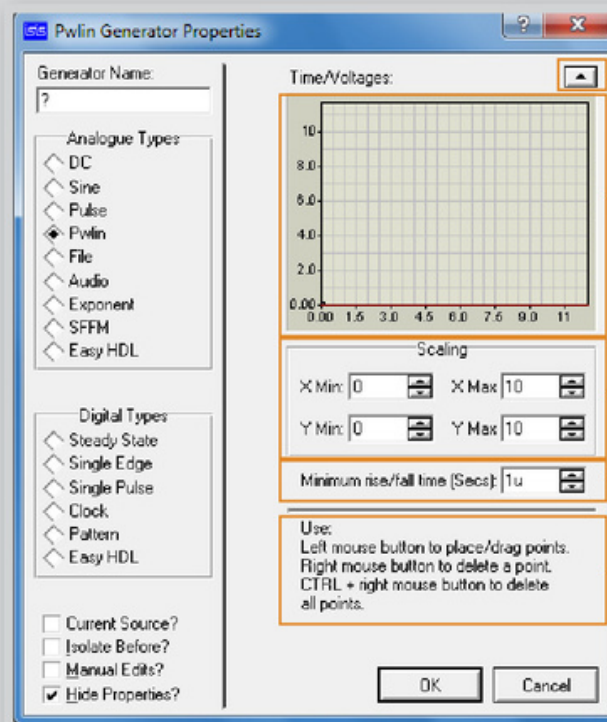 ISIS Pwlin Generator Properties ?
Generator Name:
?
Analogue Types
DC
Sine
Pulse
Pwlin
File
Audio
Exponent
SFFM
Easy HDL
Digital Types
Steady State
Single Edge
Single Pulse
Clock
Pattern
Easy HDL
Current Source?
Isolate Before?
Manual Edits?
Hide Properties?
Time/Voltages:
10
8.0
6.0
4.0
2.0
0.00
0.00 1.5 3.0 4.5 6.0 7.5 9.0 11
Scaling
X Min: 0 X Max 10
Y Min: 0 Y Max 10
Minimum rise/fall time (Secs): 1u
Use:
Left mouse button to place/drag points.
Right mouse button to delete a point.
CTRL + right mouse button to delete
all points.
OK Cancel